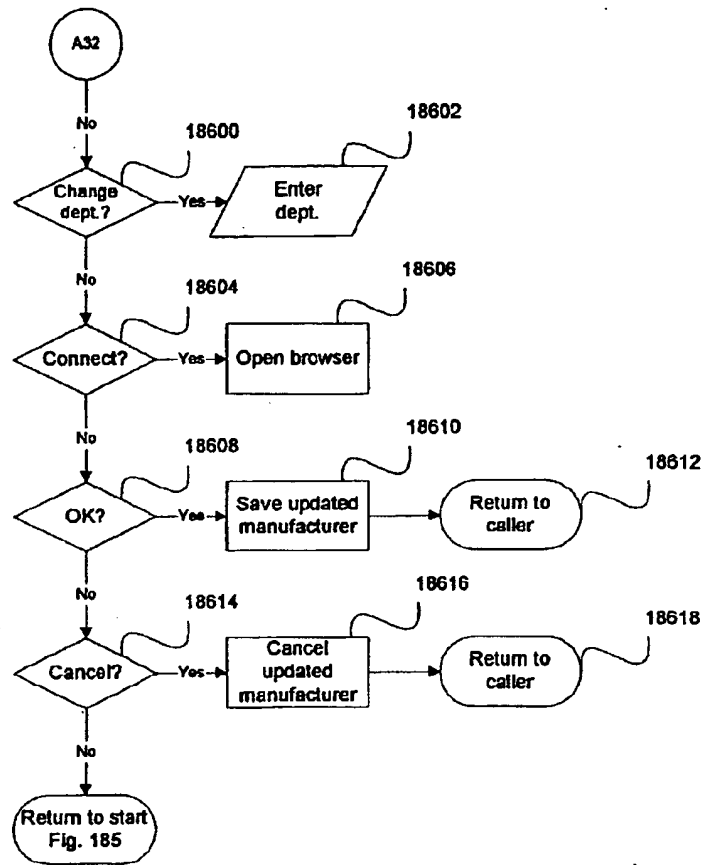 A32
No
18600
18602
Change
dept.?
Yes
Enter
dept.
No
18604
18606
Connect?
Yes
Open browser
No
18608
18610
18612
OK?
Yes
Save updated
manufacturer
Return to
caller
No
18614
18616
18618
Cancel?
Yes
Cancel
updated
manufacturer
Return to
caller
No
Return to start
Fig. 185